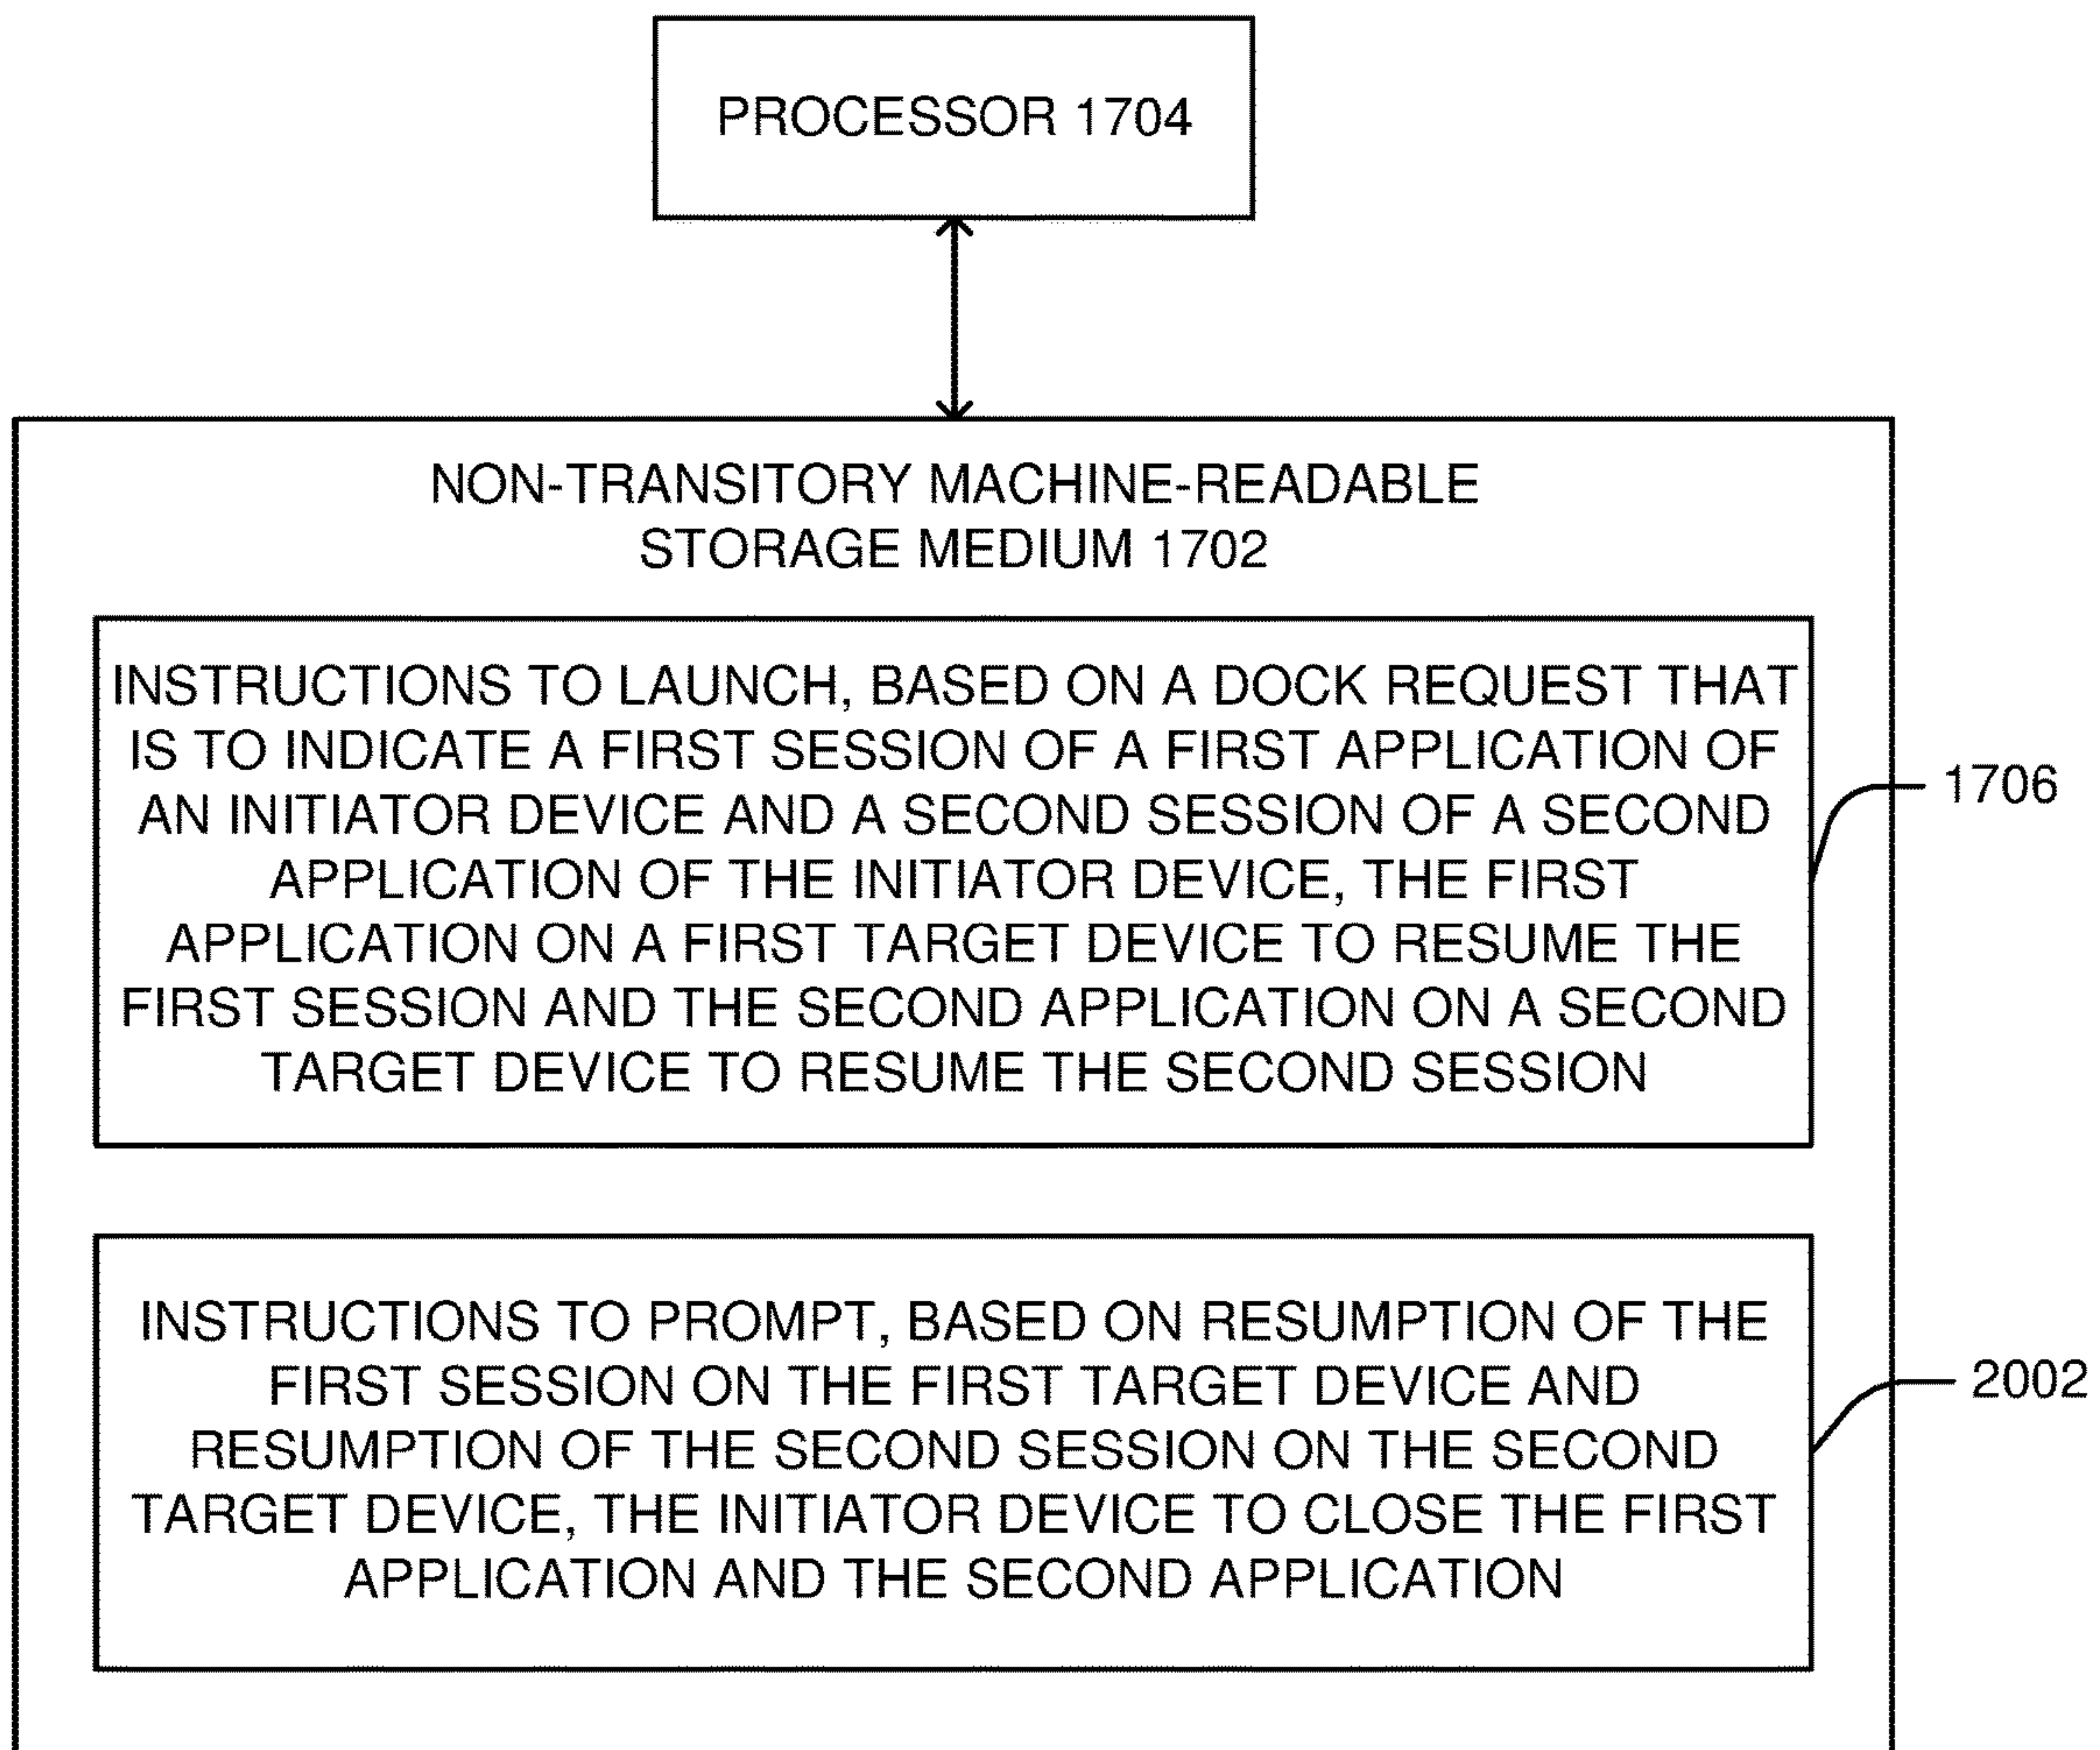 PROCESSOR 1704
NON-TRANSITORY MACHINE-READABLE
STORAGE MEDIUM 1702
INSTRUCTIONS TO LAUNCH, BASED ON A DOCK REQUEST THAT
IS TO INDICATE A FIRST SESSION OF A FIRST APPLICATION OF
AN INITIATOR DEVICE AND A SECOND SESSION OF A SECOND
APPLICATION OF THE INITIATOR DEVICE, THE FIRST
APPLICATION ON A FIRST TARGET DEVICE TO RESUME THE
FIRST SESSION AND THE SECOND APPLICATION ON A SECOND
TARGET DEVICE TO RESUME THE SECOND SESSION
1706
INSTRUCTIONS TO PROMPT, BASED ON RESUMPTION OF THE
FIRST SESSION ON THE FIRST TARGET DEVICE AND
RESUMPTION OF THE SECOND SESSION ON THE SECOND
TARGET DEVICE, THE INITIATOR DEVICE TO CLOSE THE FIRST
APPLICATION AND THE SECOND APPLICATION
2002